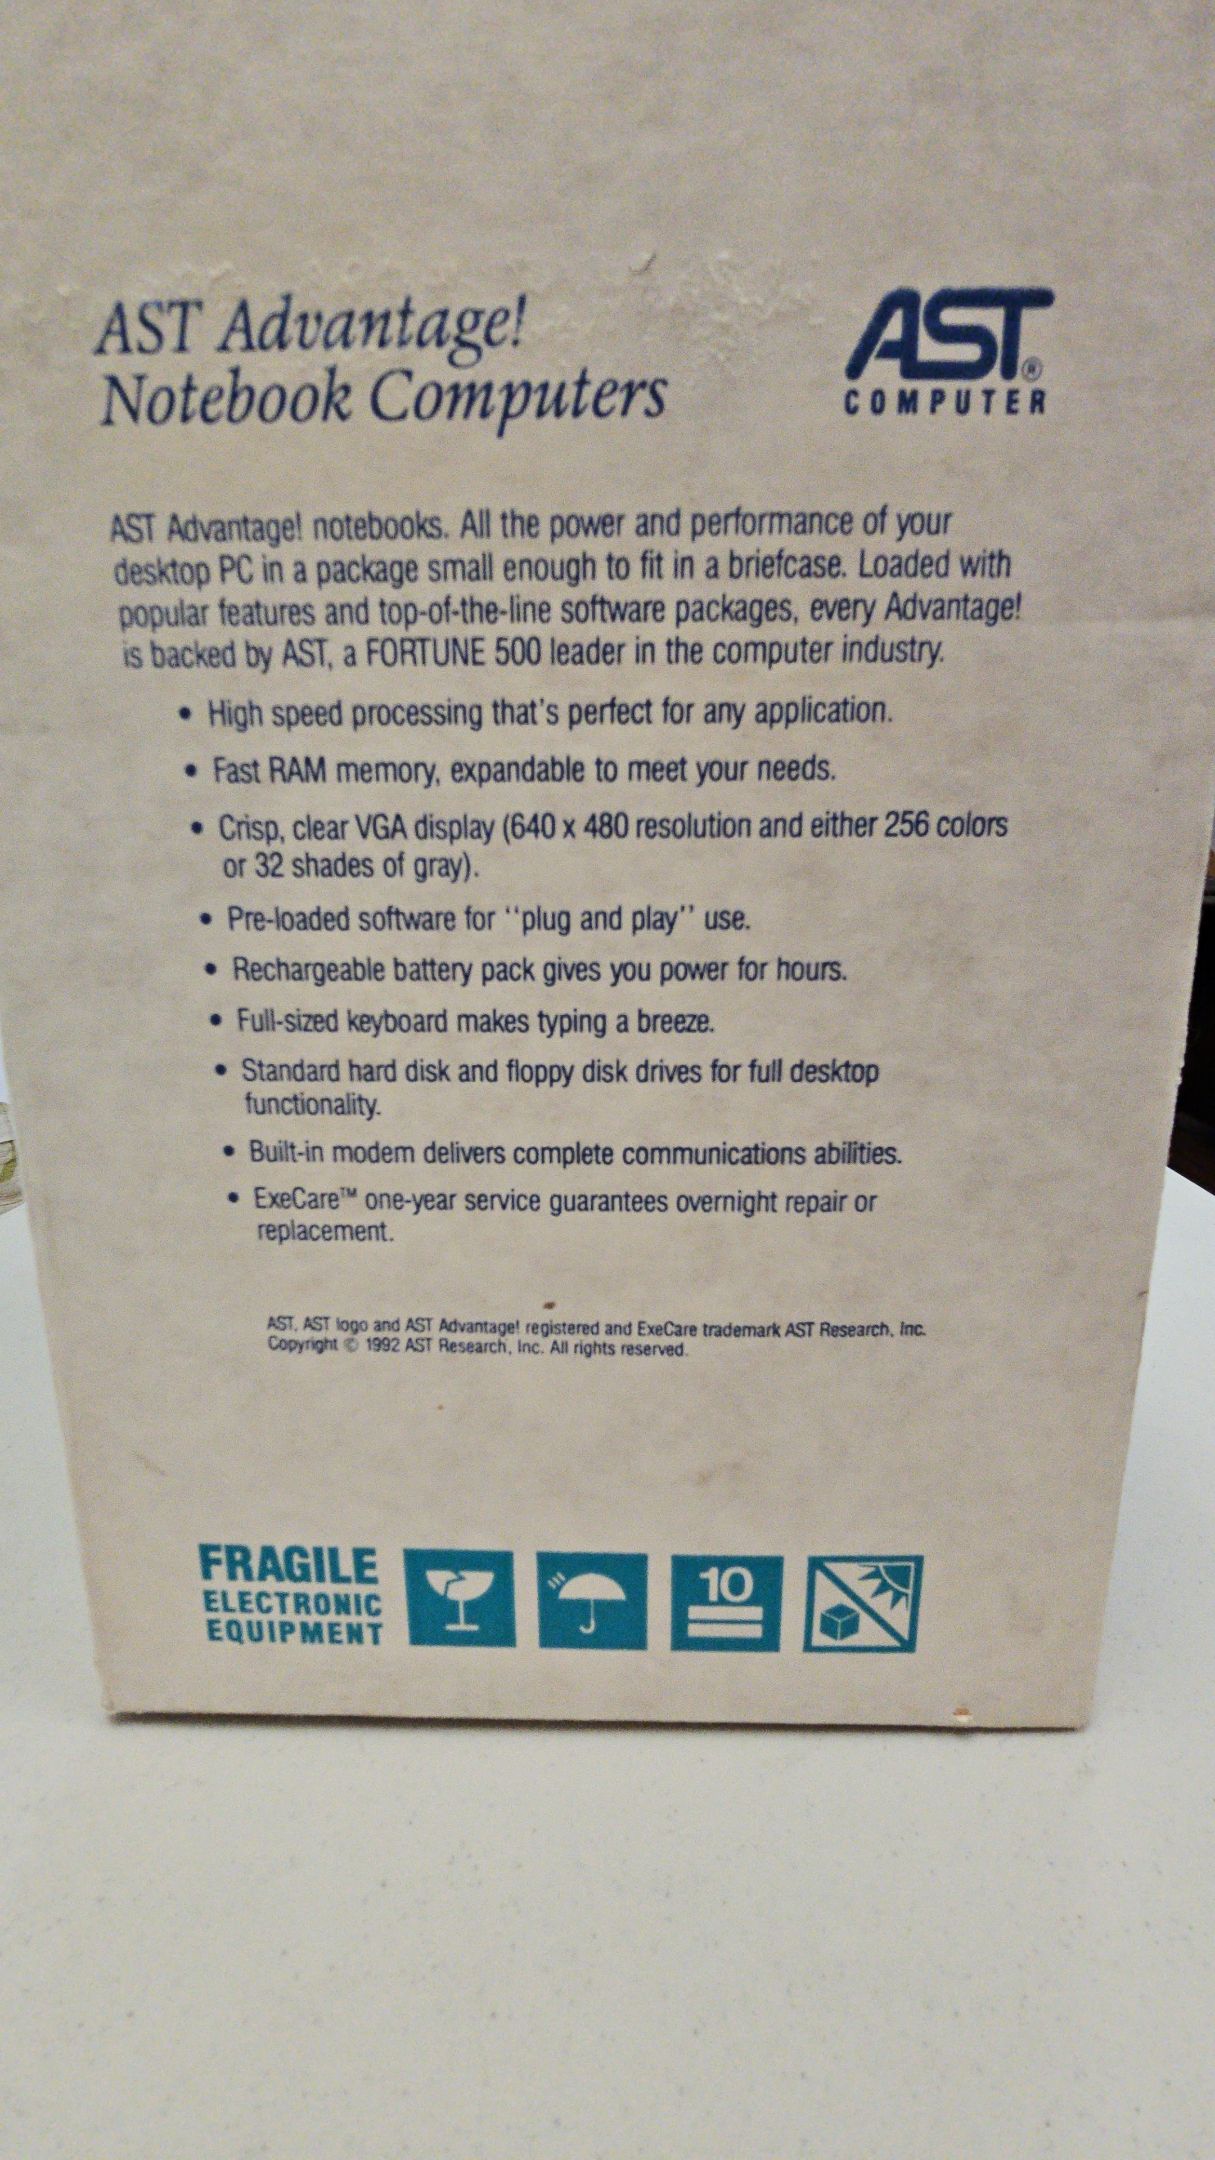 AST Advantage!
Notebook Computers
AST®
COMPUTER
AST Advantage! notebooks. All the power and performance of your
desktop PC in a package small enough to fit in a briefcase. Loaded with
popular features and top-of-the-line software packages, every Advantage!
is backed by AST, a FORTUNE 500 leader in the computer industry.
• High speed processing that's perfect for any application.
• Fast RAM memory, expandable to meet your needs.
• Crisp, clear VGA display (640 x 480 resolution and either 256 colors
or 32 shades of gray).
• Pre-loaded software for ''plug and play'' use.
• Rechargeable battery pack gives you power for hours.
• Full-sized keyboard makes typing a breeze.
• Standard hard disk and floppy disk drives for full desktop
functionality.
• Built-in modem delivers complete communications abilities.
• ExeCare™ one-year service guarantees overnight repair or
replacement.
AST, AST logo and AST Advantage! registered and ExeCare trademark AST Research, Inc.
Copyright © 1992 AST Research, Inc. All rights reserved.
FRAGILE
ELECTRONIC
EQUIPMENT
10